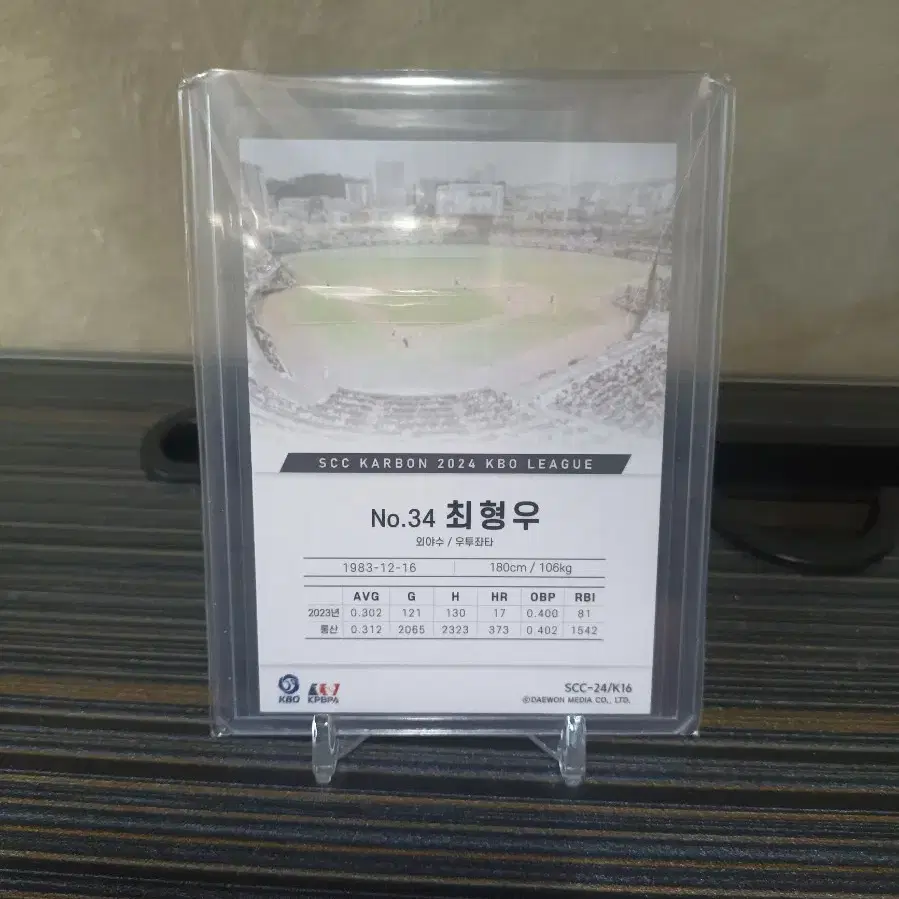 SCC KARBON 2024 KBO LEAGUE
No.34 최형우
외야수 / 우투좌타
1983-12-16 180cm / 106kg
AVG G H HR OBP RBI
2023년 0.302 121 130 17 0.400 81
통산 0.312 2065 2323 373 0.402 1542
KBO KPBPA SCC-24/K16
©DAEWON MEDIA CO., LTD.